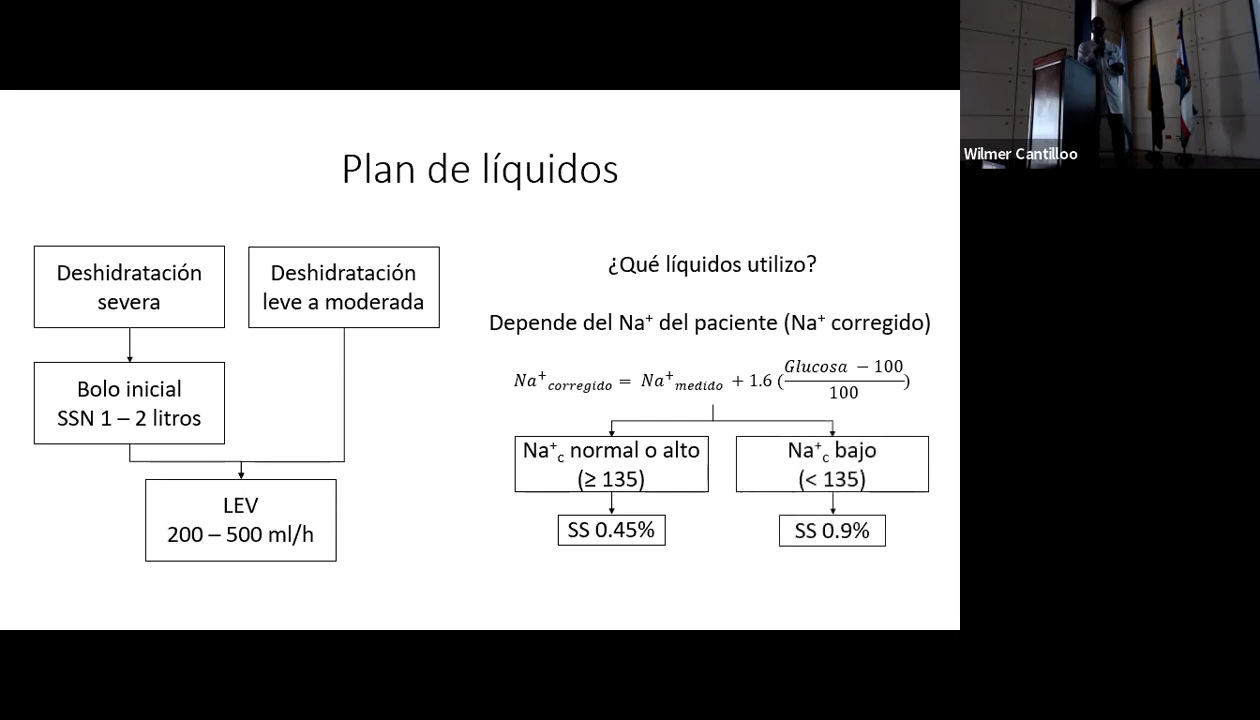 Plan de líquidos
Deshidratación
severa
Deshidratación
leve a moderada
Bolo inicial
SSN 1 – 2 litros
LEV
200 – 500 ml/h
¿Qué líquidos utilizo?
Depende del Na⁺ del paciente (Na⁺ corregido)
Na⁺corregido = Na⁺medido + 1.6 (Glucosa − 100 / 100)
Na⁺c normal o alto
(≥ 135)
Na⁺c bajo
(< 135)
SS 0.45%
SS 0.9%
Wilmer Cantilloo